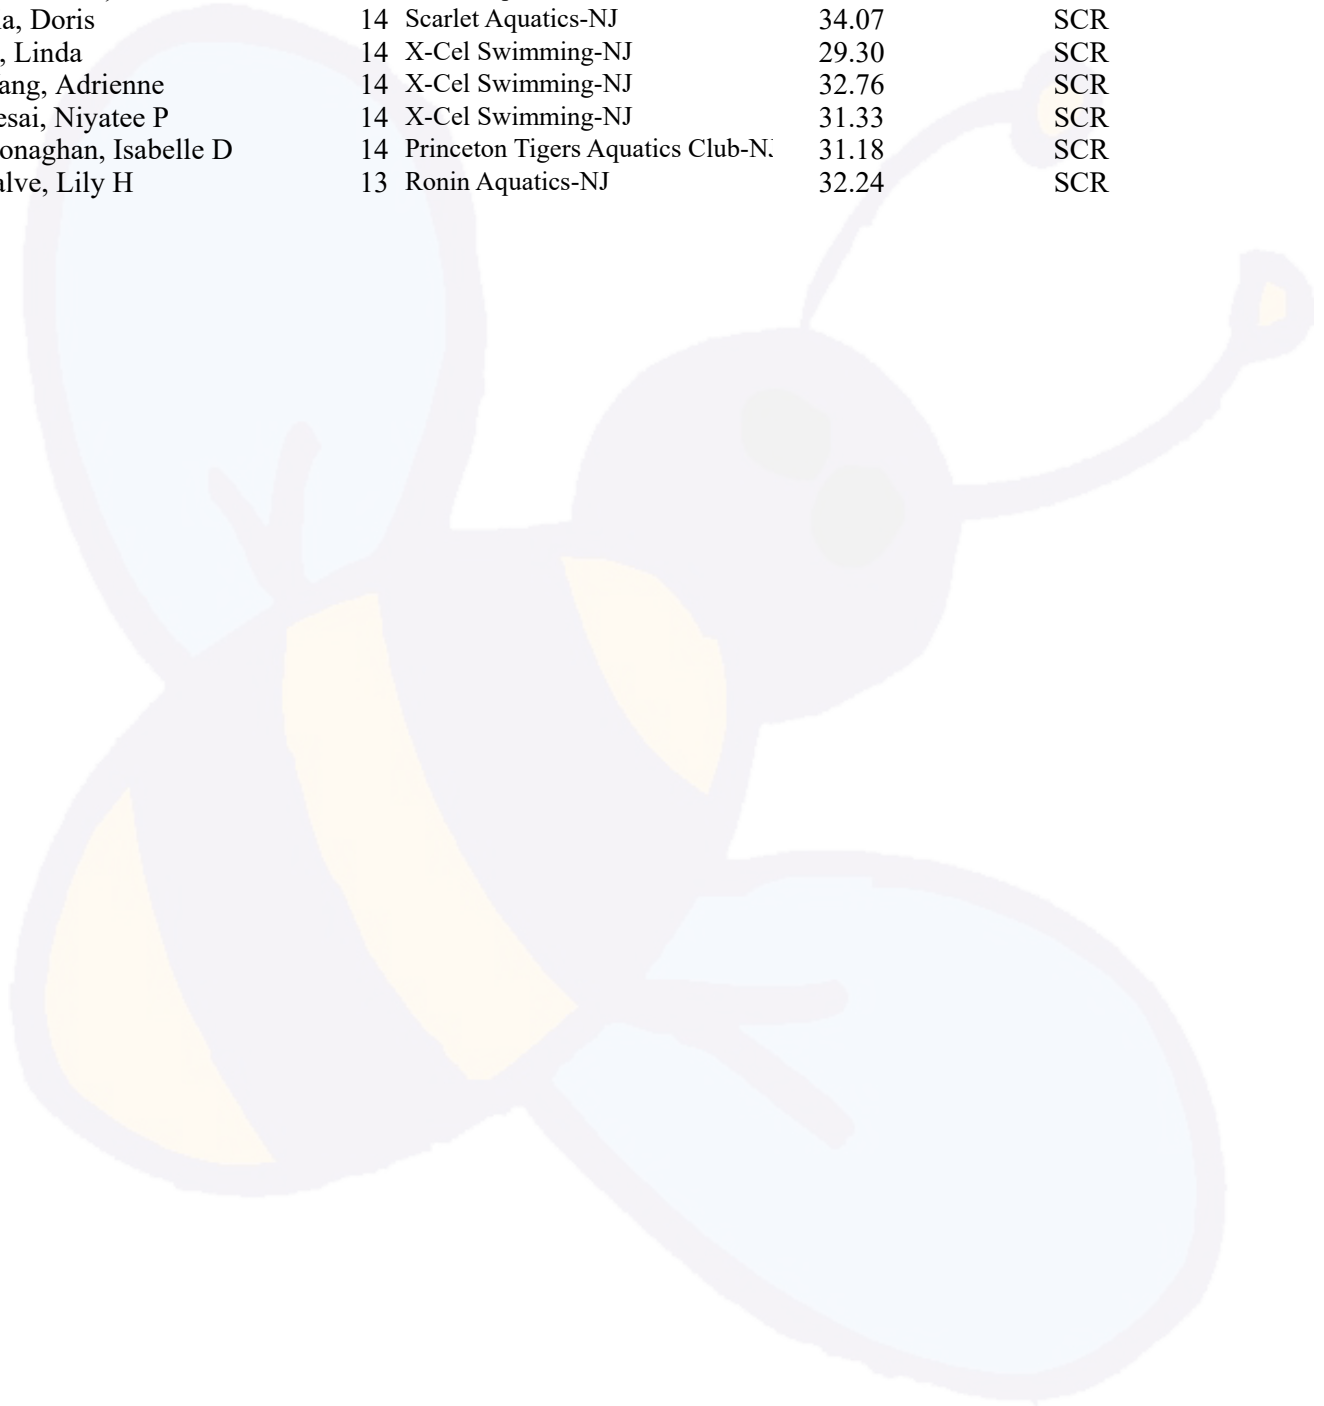 a, Doris 14 Scarlet Aquatics-NJ 34.07 SCR
, Linda 14 X-Cel Swimming-NJ 29.30 SCR
ang, Adrienne 14 X-Cel Swimming-NJ 32.76 SCR
esai, Niyatee P 14 X-Cel Swimming-NJ 31.33 SCR
onaghan, Isabelle D 14 Princeton Tigers Aquatics Club-N 31.18 SCR
alve, Lily H 13 Ronin Aquatics-NJ 32.24 SCR